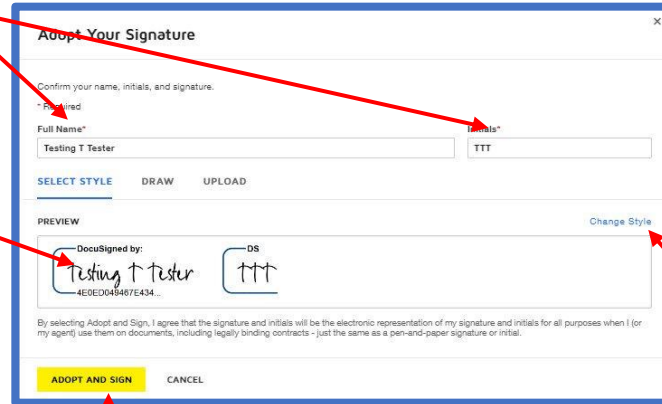 ×
Adopt Your Signature
Confirm your name, initials, and signature.
* Required
Full Name* Initials*
Testing T Tester TTT
SELECT STYLE DRAW UPLOAD
PREVIEW Change Style
DocuSigned by: DS
Testing T Tester TTT
4E0ED049467E434...
By selecting Adopt and Sign, I agree that the signature and initials will be the electronic representation of my signature and initials for all purposes when I (or
my agent) use them on documents, including legally binding contracts - just the same as a pen-and-paper signature or initial.
ADOPT AND SIGN CANCEL